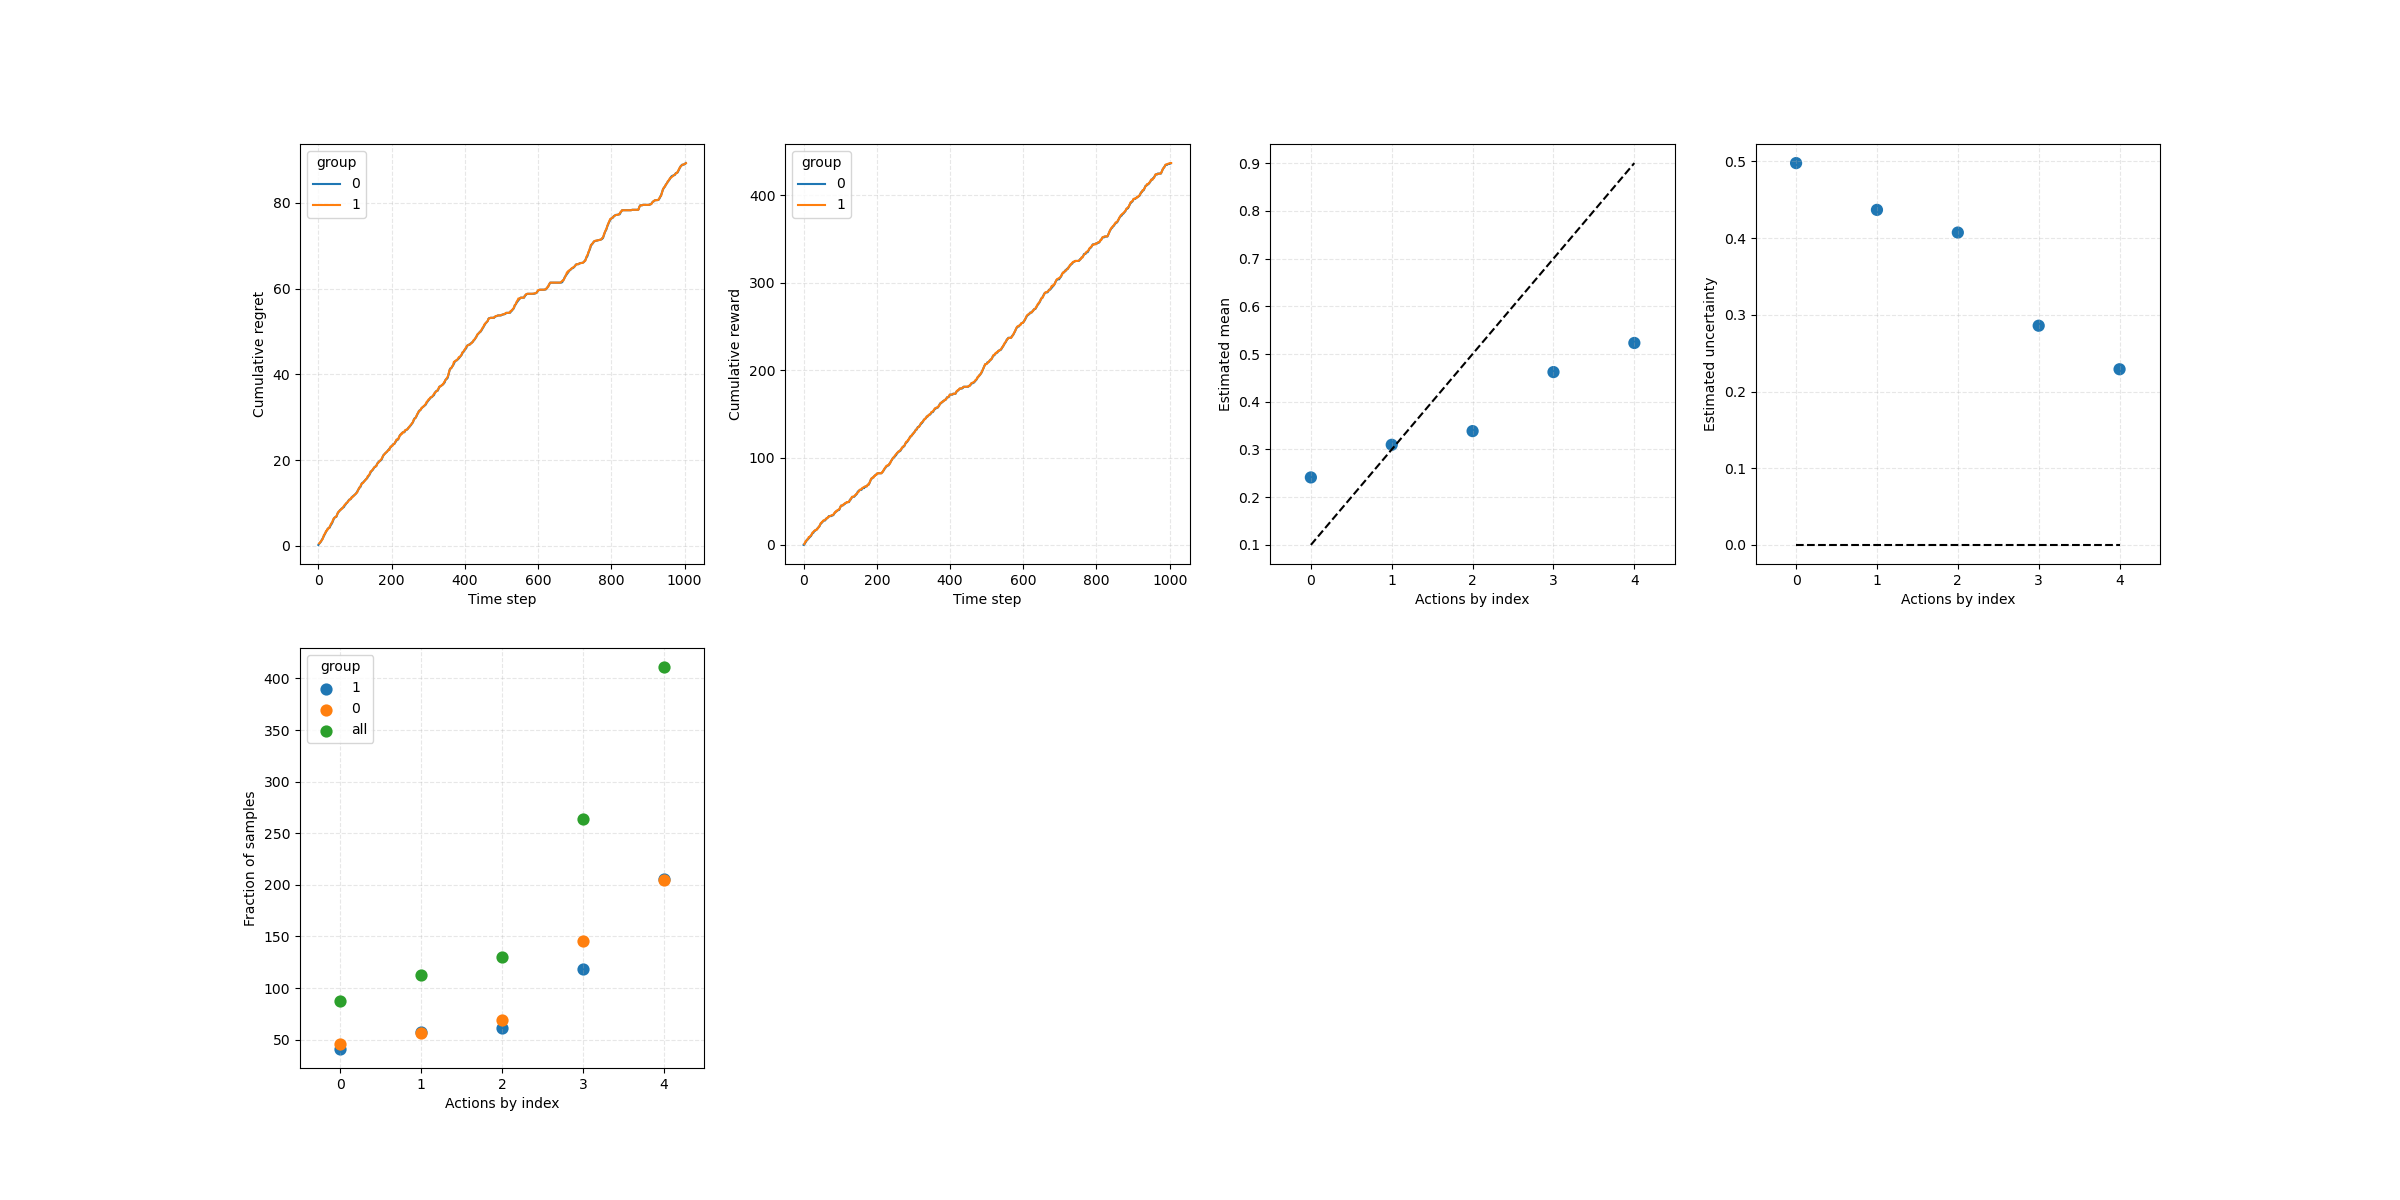 group
0
1
80
60
40
20
0
Cumulative regret
0 200 400 600 800 1000
Time step
group
0
1
400
300
200
100
0
Cumulative reward
0 200 400 600 800 1000
Time step
0.9
0.8
0.7
0.6
0.5
0.4
0.3
0.2
0.1
Estimated mean
0 1 2 3 4
Actions by index
0.5
0.4
0.3
0.2
0.1
0.0
Estimated uncertainty
0 1 2 3 4
Actions by index
group
1
0
all
400
350
300
250
200
150
100
50
Fraction of samples
0 1 2 3 4
Actions by index